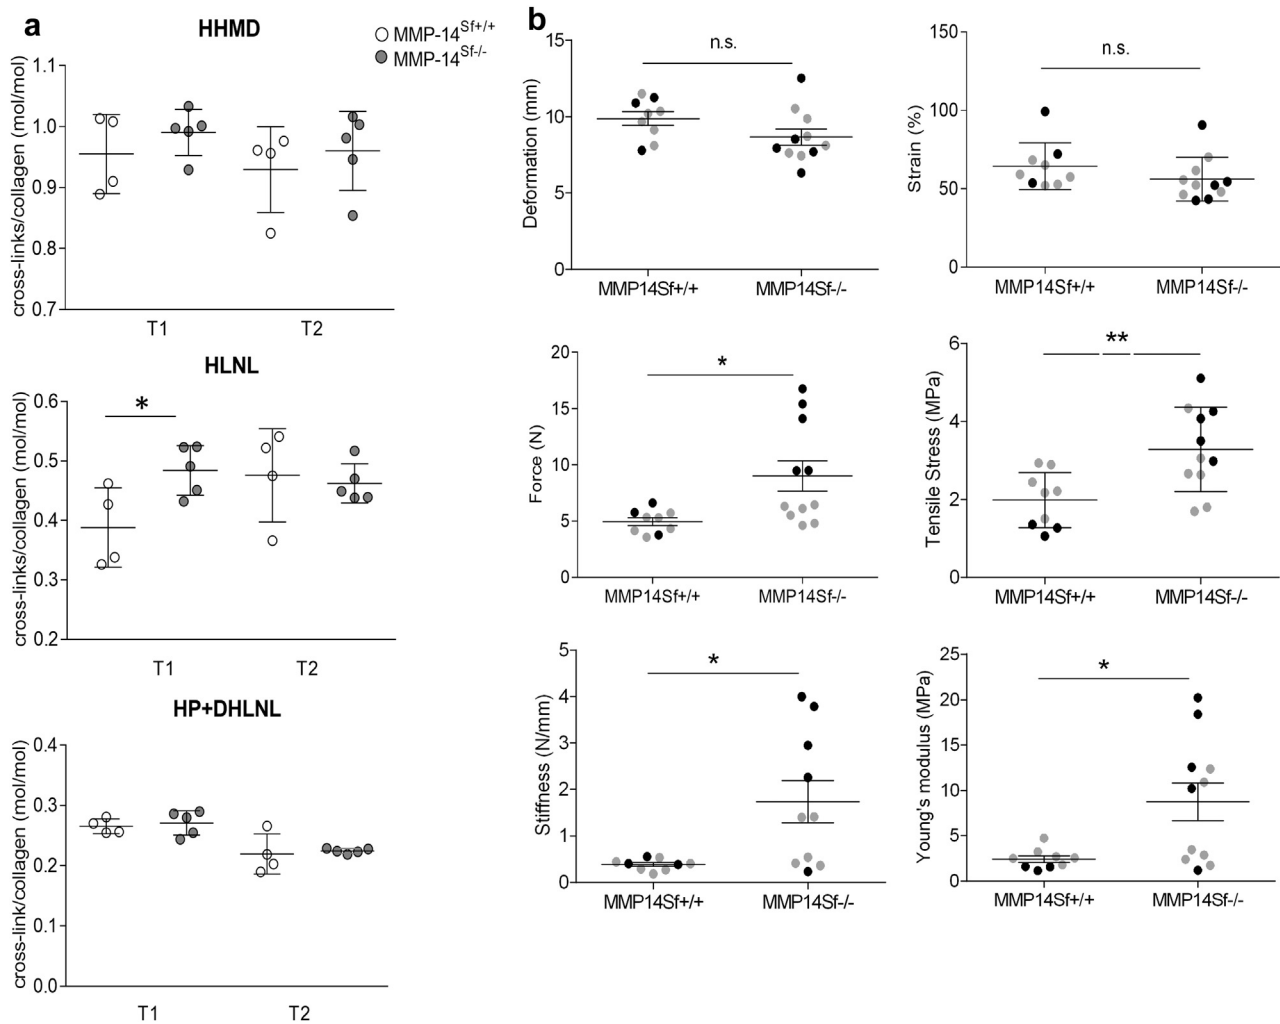 a
HHMD
MMP-14Sf+/+
MMP-14Sf-/-
cross-links/collagen (mol/mol)
1.1
1.0
0.9
0.8
0.7
T1 T2
HLNL
cross-links/collagen (mol/mol)
0.6
0.5
0.4
0.3
0.2
*
T1 T2
HP+DHLNL
cross-link/collagen (mol/mol)
0.4
0.3
0.2
0.1
0.0
T1 T2
b
Deformation (mm)
15
10
5
0
n.s.
MMP14Sf+/+ MMP14Sf-/-
Strain (%)
150
100
50
0
n.s.
MMP14Sf+/+ MMP14Sf-/-
Force (N)
20
15
10
5
0
*
MMP14Sf+/+ MMP14Sf-/-
Tensile Stress (MPa)
6
4
2
0
**
MMP14Sf+/+ MMP14Sf-/-
Stiffness (N/mm)
5
4
3
2
1
0
*
MMP14Sf+/+ MMP14Sf-/-
Young's modulus (MPa)
25
20
15
10
5
0
*
MMP14Sf+/+ MMP14Sf-/-